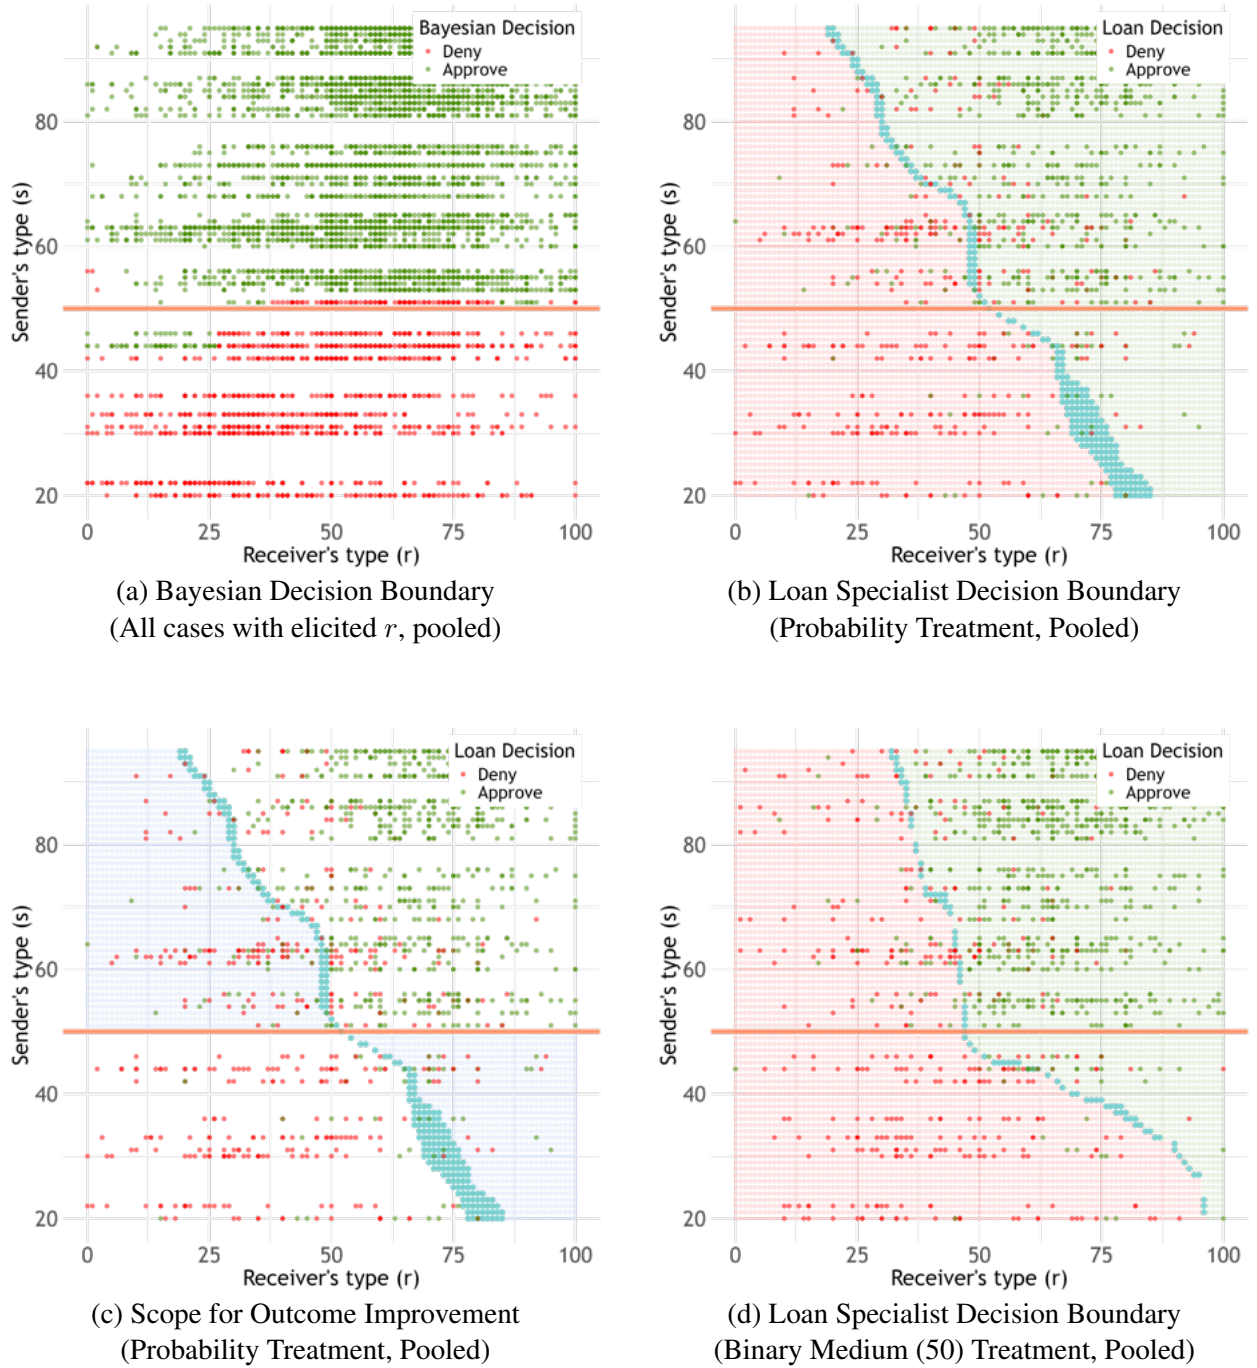 Bayesian Decision
Deny
Approve
80
60
40
20
Sender's type (s)
0 25 50 75 100
Receiver's type (r)
(a) Bayesian Decision Boundary
(All cases with elicited r, pooled)
Loan Decision
Deny
Approve
80
60
40
20
Sender's type (s)
0 25 50 75 100
Receiver's type (r)
(b) Loan Specialist Decision Boundary
(Probability Treatment, Pooled)
Loan Decision
Deny
Approve
80
60
40
20
Sender's type (s)
0 25 50 75 100
Receiver's type (r)
(c) Scope for Outcome Improvement
(Probability Treatment, Pooled)
Loan Decision
Deny
Approve
80
60
40
20
Sender's type (s)
0 25 50 75 100
Receiver's type (r)
(d) Loan Specialist Decision Boundary
(Binary Medium (50) Treatment, Pooled)